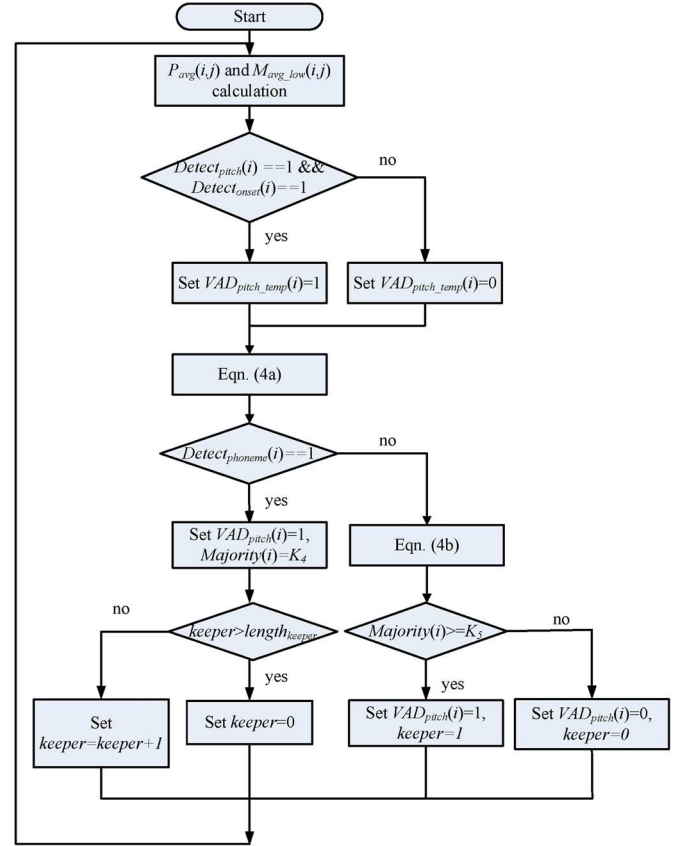 Start
P_avg(i,j) and M_avg_low(i,j)
calculation
Detect_pitch(i) ==1 &&
Detect_onset(i)==1
no
yes
Set VAD_pitch_temp(i)=1
Set VAD_pitch_temp(i)=0
Eqn. (4a)
Detect_phoneme(i)==1
no
yes
Set VAD_pitch(i)=1,
Majority(i)=K_4
Eqn. (4b)
no
keeper>length_keeper
Majority(i)>=K_5
no
yes
yes
Set
keeper=keeper+1
Set keeper=0
Set VAD_pitch(i)=1,
keeper=1
Set VAD_pitch(i)=0,
keeper=0